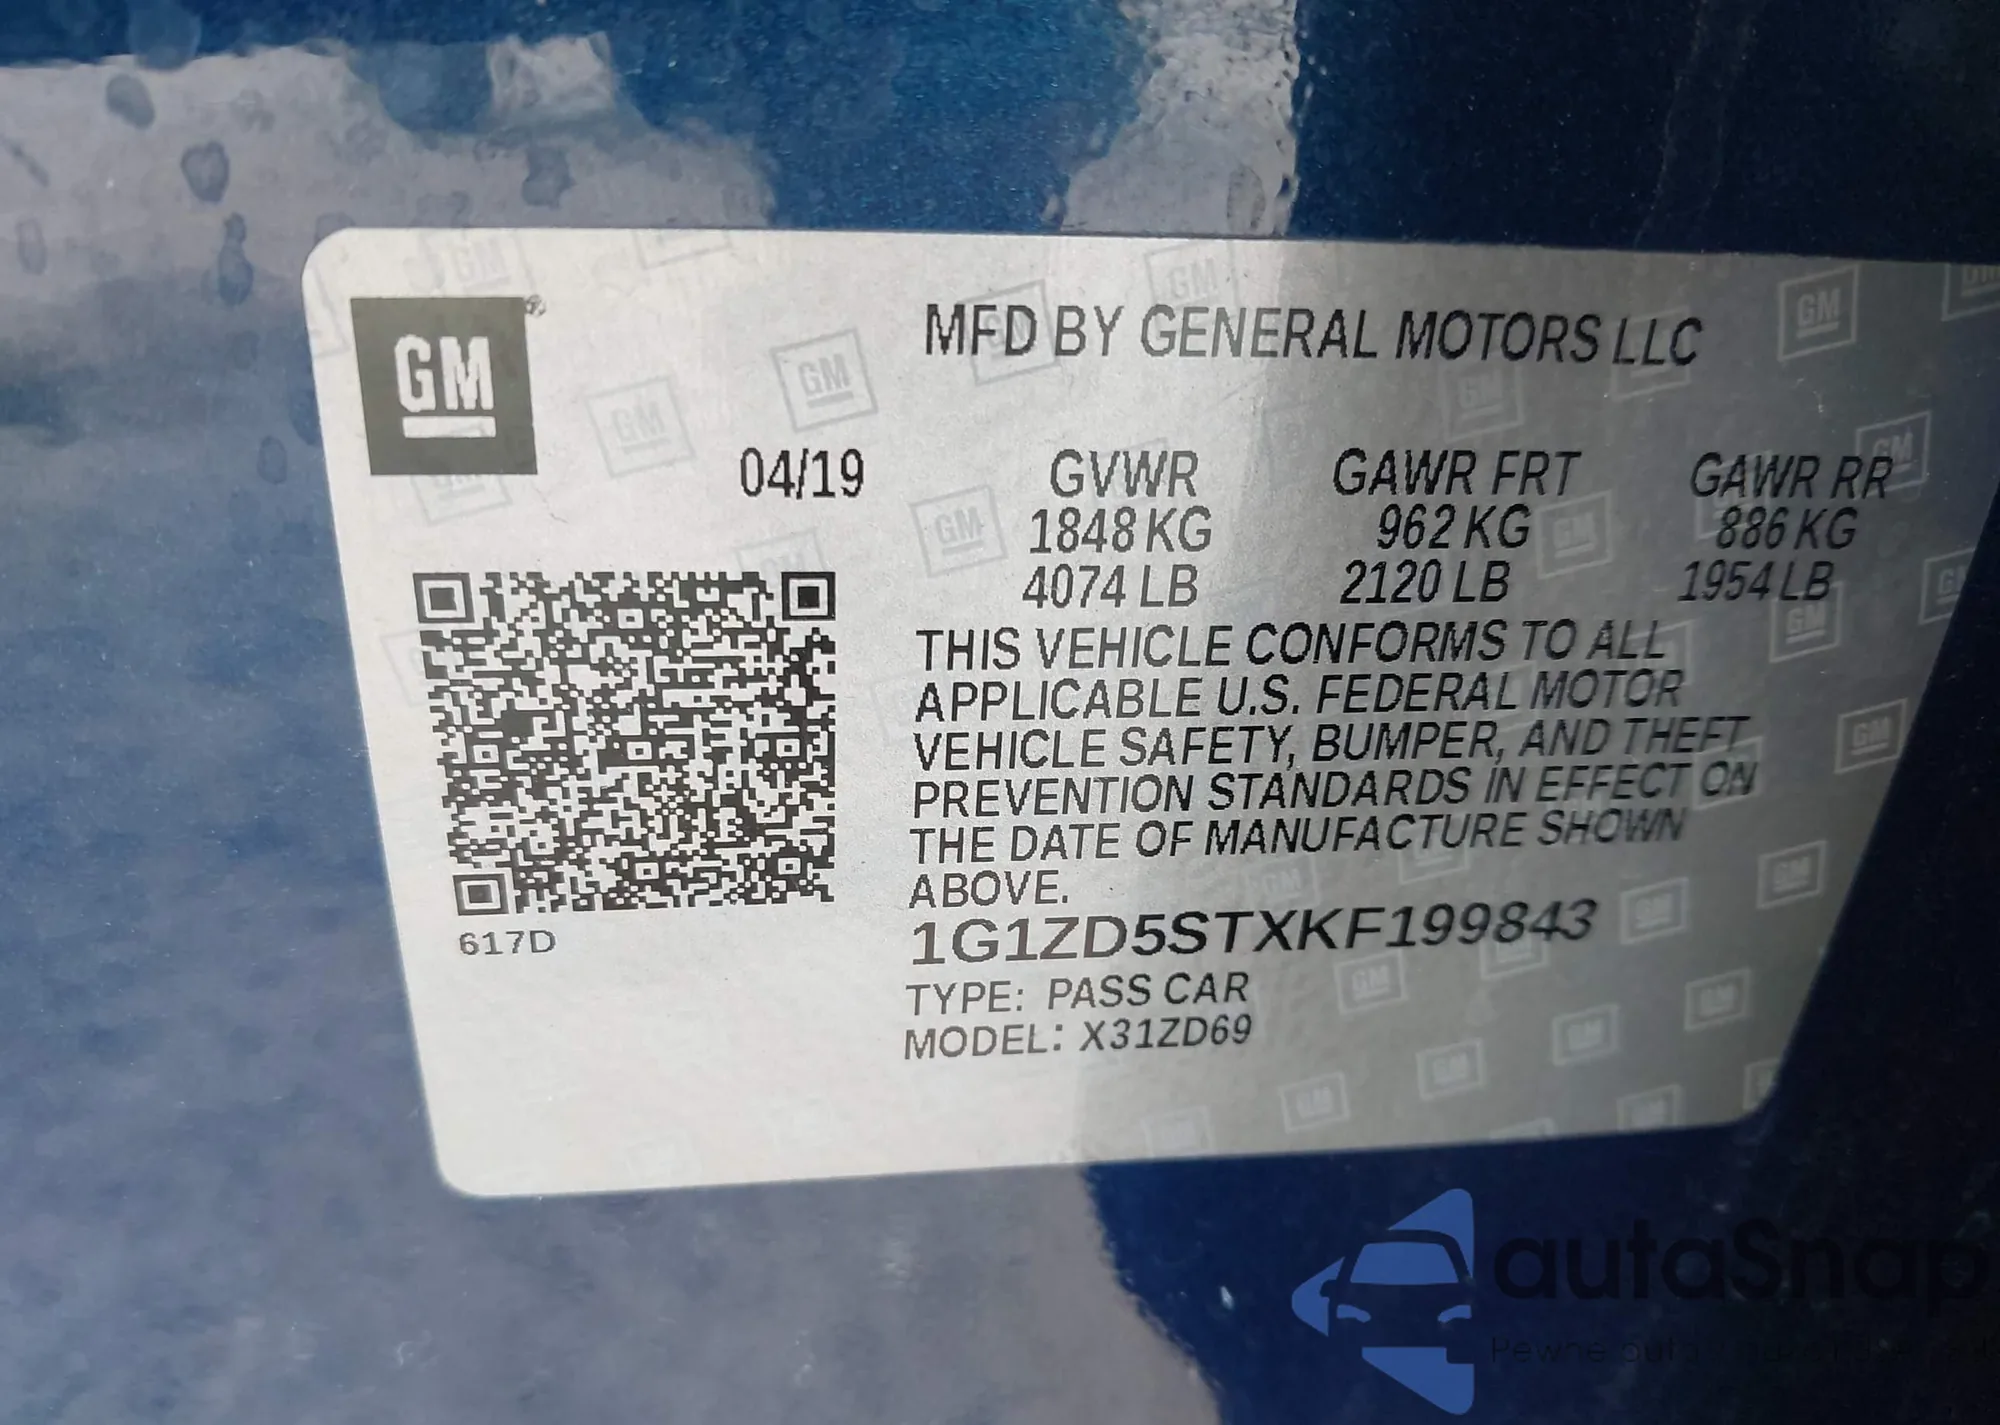 GM
MFD BY GENERAL MOTORS LLC
04/19
GVWR GAWR FRT GAWR RR
1848 KG 962 KG 886 KG
4074 LB 2120 LB 1954 LB
THIS VEHICLE CONFORMS TO ALL
APPLICABLE U.S. FEDERAL MOTOR
VEHICLE SAFETY, BUMPER, AND THEFT
PREVENTION STANDARDS IN EFFECT ON
THE DATE OF MANUFACTURE SHOWN
ABOVE.
617D
1G1ZD5STXKF199843
TYPE: PASS CAR
MODEL: X31ZD69
autoSnap
Pewne auto